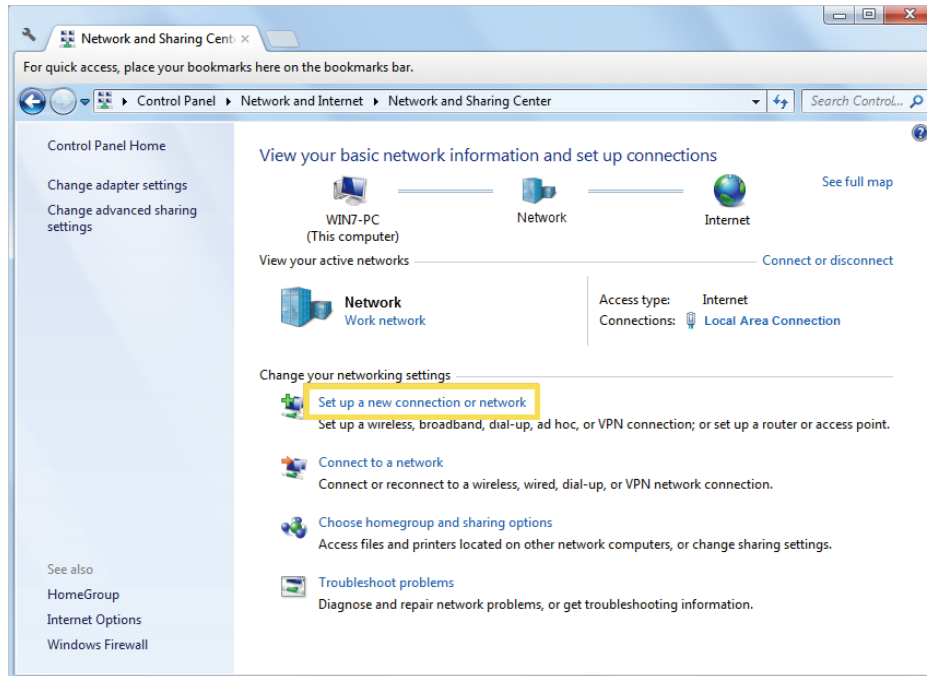 Network and Sharing Cent
For quick access, place your bookmarks here on the bookmarks bar.
Control Panel Network and Internet Network and Sharing Center
Search Control...
Control Panel Home
Change adapter settings
Change advanced sharing
settings
See also
HomeGroup
Internet Options
Windows Firewall
View your basic network information and set up connections
See full map
WIN7-PC
(This computer)
Network
Internet
View your active networks
Connect or disconnect
Network
Work network
Access type: Internet
Connections: Local Area Connection
Change your networking settings
Set up a new connection or network
Set up a wireless, broadband, dial-up, ad hoc, or VPN connection; or set up a router or access point.
Connect to a network
Connect or reconnect to a wireless, wired, dial-up, or VPN network connection.
Choose homegroup and sharing options
Access files and printers located on other network computers, or change sharing settings.
Troubleshoot problems
Diagnose and repair network problems, or get troubleshooting information.